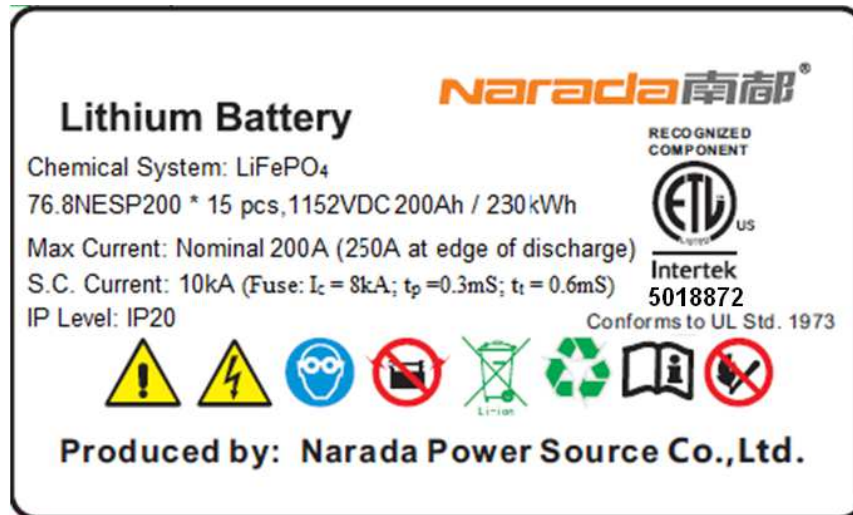 Narada南都®
Lithium Battery
RECOGNIZED
COMPONENT
Chemical System: LiFePO4
76.8NESP200 * 15 pcs,1152VDC 200Ah / 230kWh
ETL US
LISTED
Max Current: Nominal 200A (250A at edge of discharge)
Intertek
S.C. Current: 10kA (Fuse: Ic = 8kA; tp =0.3mS; tt = 0.6mS)
5018872
IP Level: IP20
Conforms to UL Std. 1973
Li-ion
Produced by: Narada Power Source Co.,Ltd.